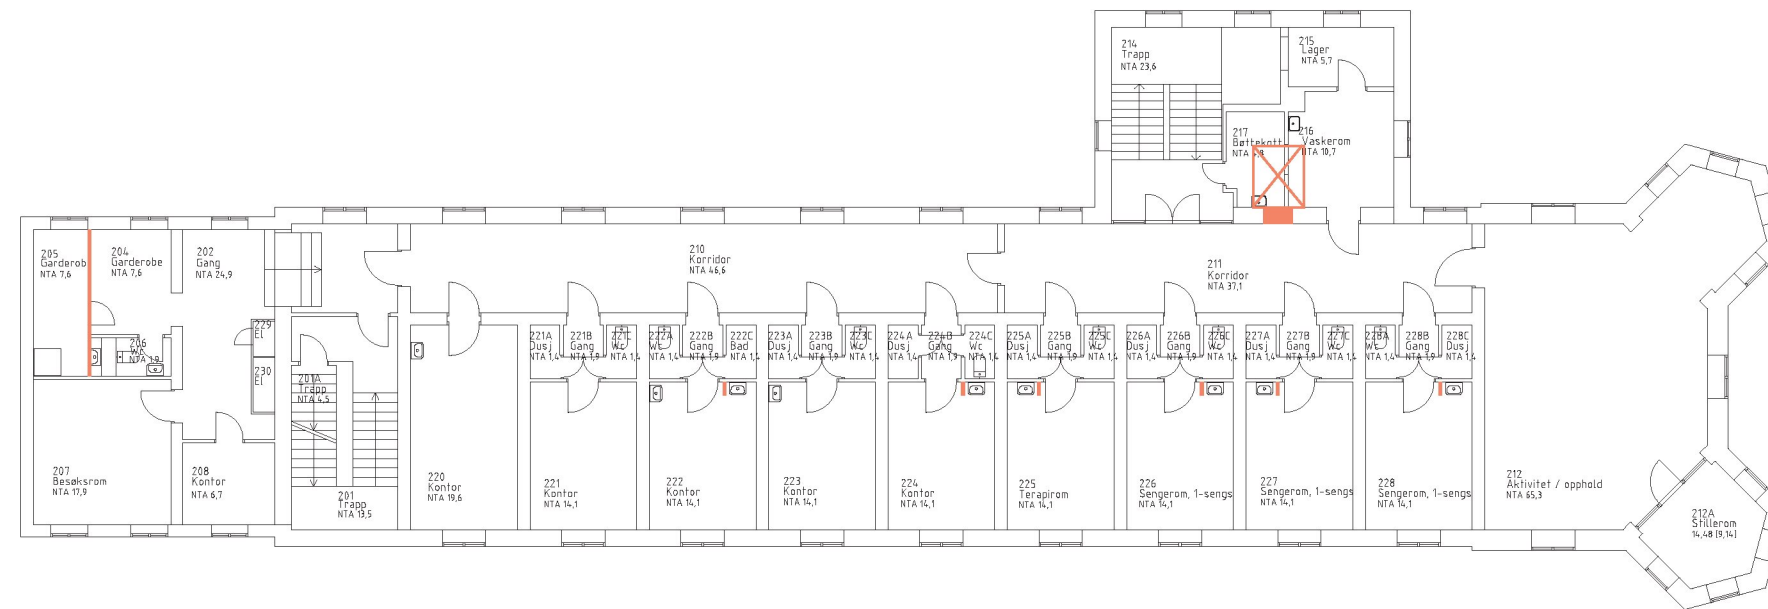 214
Trapp
NTA 23,6
215
Lager
NTA 5,7
217
Bøttekott
NTA
216
Vaskerom
NTA 10,7
205
Garderob
NTA 7,6
204
Garderobe
NTA 7,6
202
Gang
NTA 24,9
210
Korridor
NTA 46,6
211
Korridor
NTA 37,1
206
Wc
NTA 1,9
229
El
230
El
201A
Trapp
NTA 4,5
221A
Dusj
NTA 1,4
221B
Gang
NTA 1,9
221C
Wc
NTA 1,4
222A
Wc
NTA 1,4
222B
Gang
NTA 1,9
222C
Bad
NTA 1,4
223A
Dusj
NTA 1,4
223B
Gang
NTA 1,9
223C
Wc
NTA 1,4
224A
Dusj
NTA 1,4
224B
Gang
NTA 1,9
224C
Wc
NTA 1,4
225A
Dusj
NTA 1,4
225B
Gang
NTA 1,9
225C
Wc
NTA 1,4
226A
Dusj
NTA 1,4
226B
Gang
NTA 1,9
226C
Wc
NTA 1,4
227A
Dusj
NTA 1,4
227B
Gang
NTA 1,9
227C
Wc
NTA 1,4
228A
Wc
NTA 1,4
228B
Gang
NTA 1,9
228C
Dusj
NTA 1,4
207
Besøksrom
NTA 17,9
208
Kontor
NTA 6,7
201
Trapp
NTA 13,5
220
Kontor
NTA 19,6
221
Kontor
NTA 14,1
222
Kontor
NTA 14,1
223
Kontor
NTA 14,1
224
Kontor
NTA 14,1
225
Terapirom
NTA 14,1
226
Sengerom, 1-sengs
NTA 14,1
227
Sengerom, 1-sengs
NTA 14,1
228
Sengerom, 1-sengs
NTA 14,1
212
Aktivitet / opphold
NTA 65,3
212A
Stillerom
14,48 (9,14)